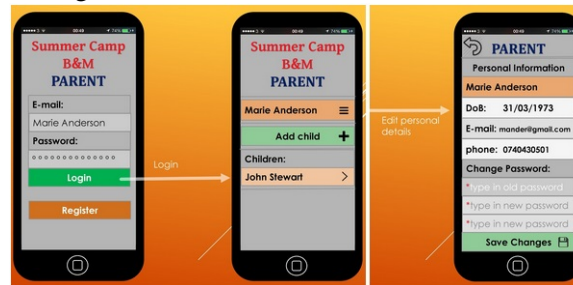 Summer Camp
B&M
PARENT
E-mail:
Marie Anderson
Password:
Login
Register
Login
Summer Camp
B&M
PARENT
Marie Anderson
Add child +
Children:
John Stewart >
Edit personal
details
PARENT
Personal Information
Marie Anderson
DoB: 31/03/1973
E-mail: mander@gmail.com
phone: 0740430501
Change Password:
*type in old password
*type in new password
*type in new password
Save Changes